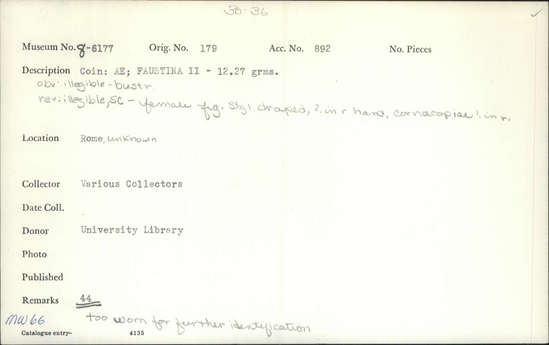 30-36
Museum No. 8-6177 Orig. No. 179 Acc. No. 892 No. Pieces
Description Coin: AE; FAUSTINA II - 12.27 grms.
obv: illegible - bust r.
rev: illegible, SC - female fig. stg l. draped, ? in r hand, cornucopiae l. in r.
Location Rome, unknown
Collector Various Collectors
Date Coll.
Donor University Library
Photo
Published
Remarks 44
too worn for further identification
MW66
Catalogue entry- 4135